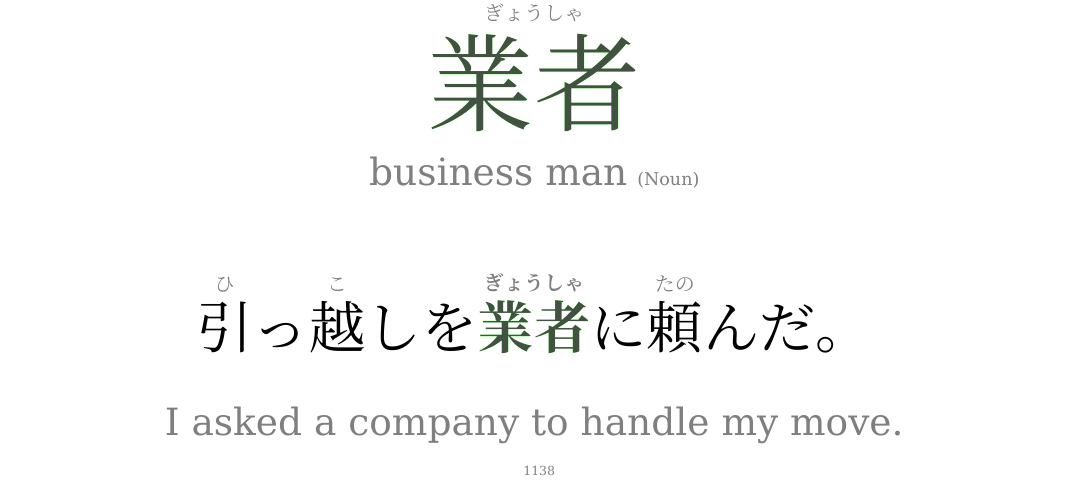 ぎょうしゃ
業者
business man (Noun)
ひ こ ぎょうしゃ たの
引っ越しを業者に頼んだ。
I asked a company to handle my move.
1138